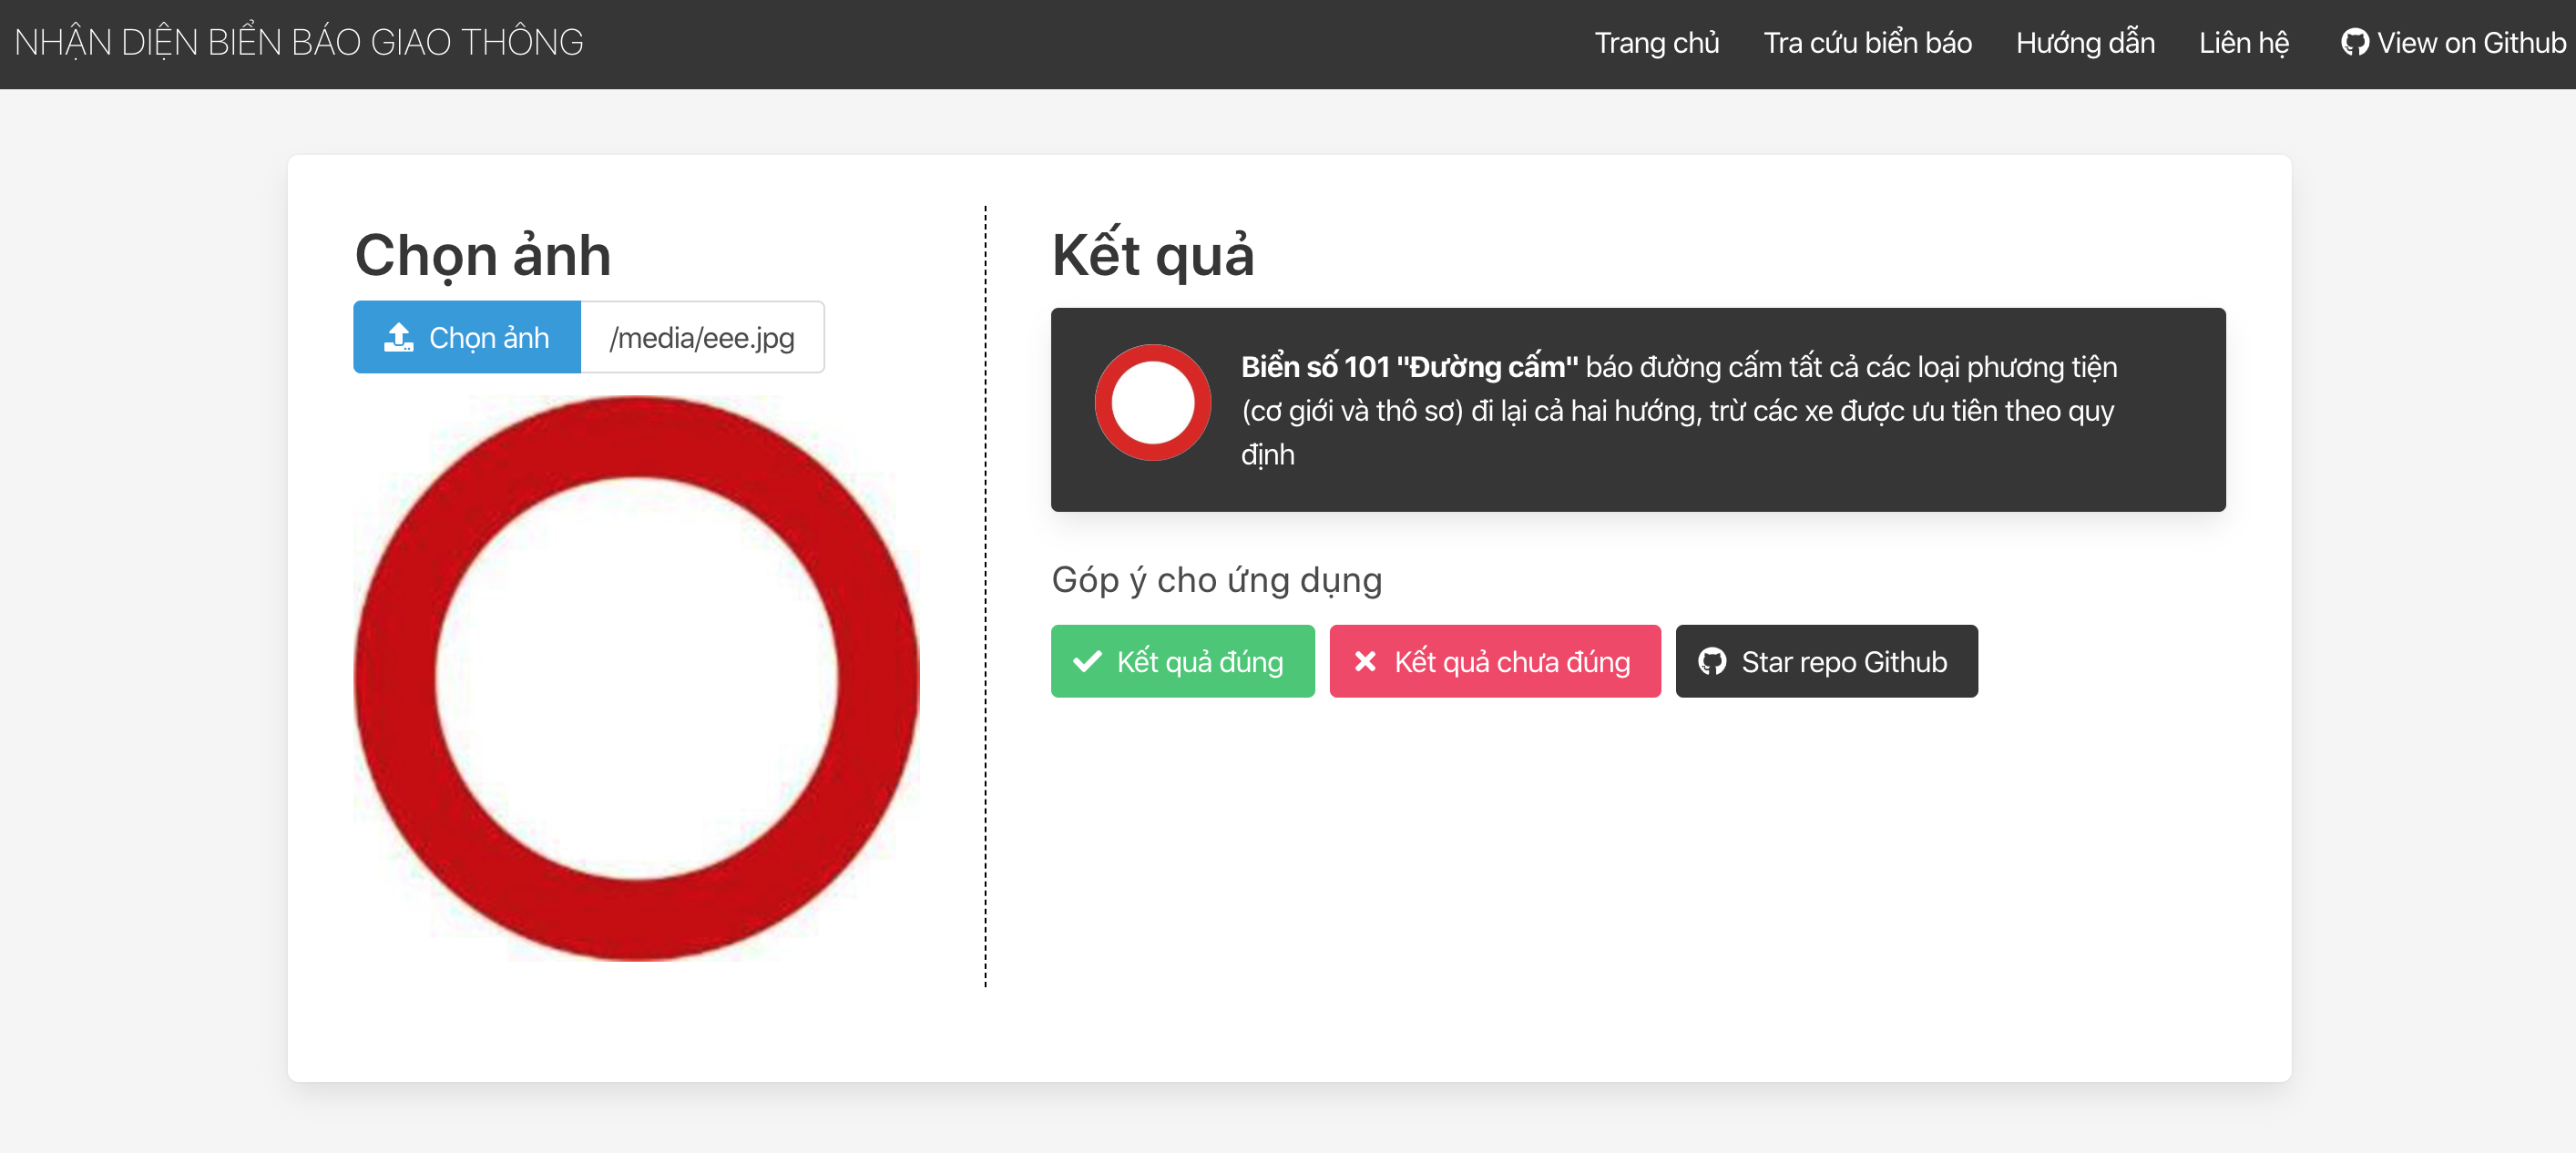 NHẬN DIỆN BIỂN BÁO GIAO THÔNG
Trang chủ
Tra cứu biển báo
Hướng dẫn
Liên hệ
View on Github
Chọn ảnh
Chọn ảnh
/media/eee.jpg
Kết quả
Biển số 101 "Đường cấm" báo đường cấm tất cả các loại phương tiện
(cơ giới và thô sơ) đi lại cả hai hướng, trừ các xe được ưu tiên theo quy
định
Góp ý cho ứng dụng
Kết quả đúng
Kết quả chưa đúng
Star repo Github